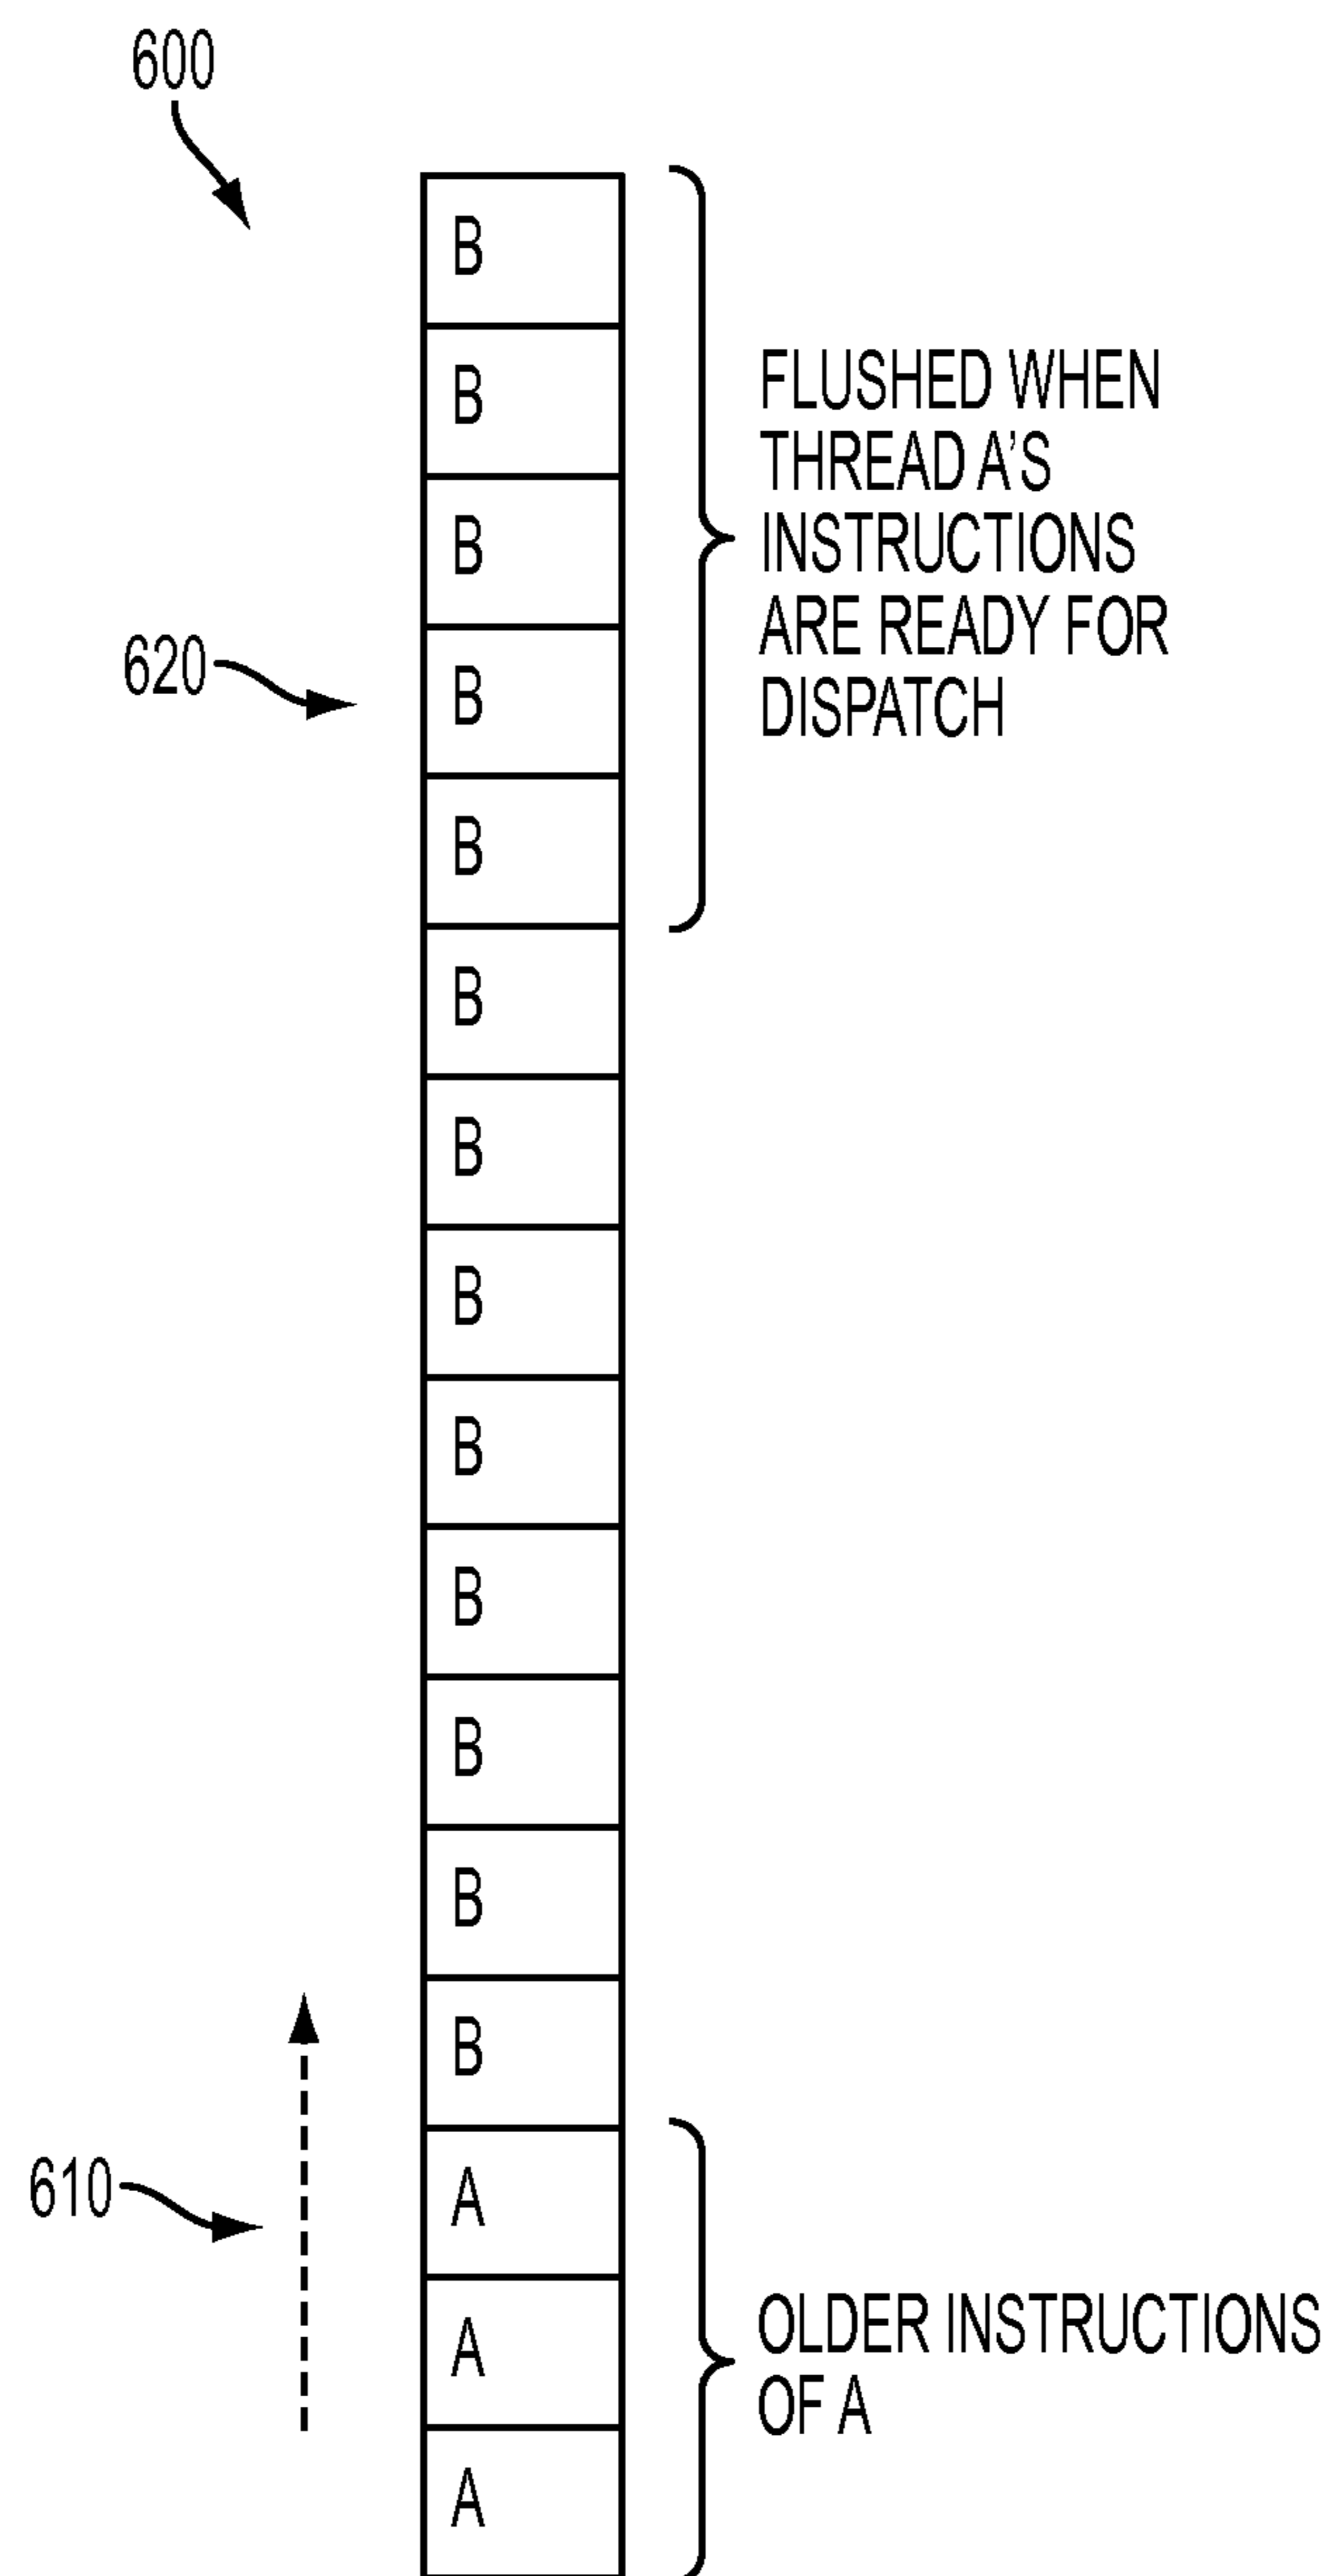 600
B
B
B
FLUSHED WHEN
THREAD A'S
INSTRUCTIONS
ARE READY FOR
DISPATCH
620
B
B
B
B
B
B
B
B
B
B
610
A
A
A
OLDER INSTRUCTIONS
OF A